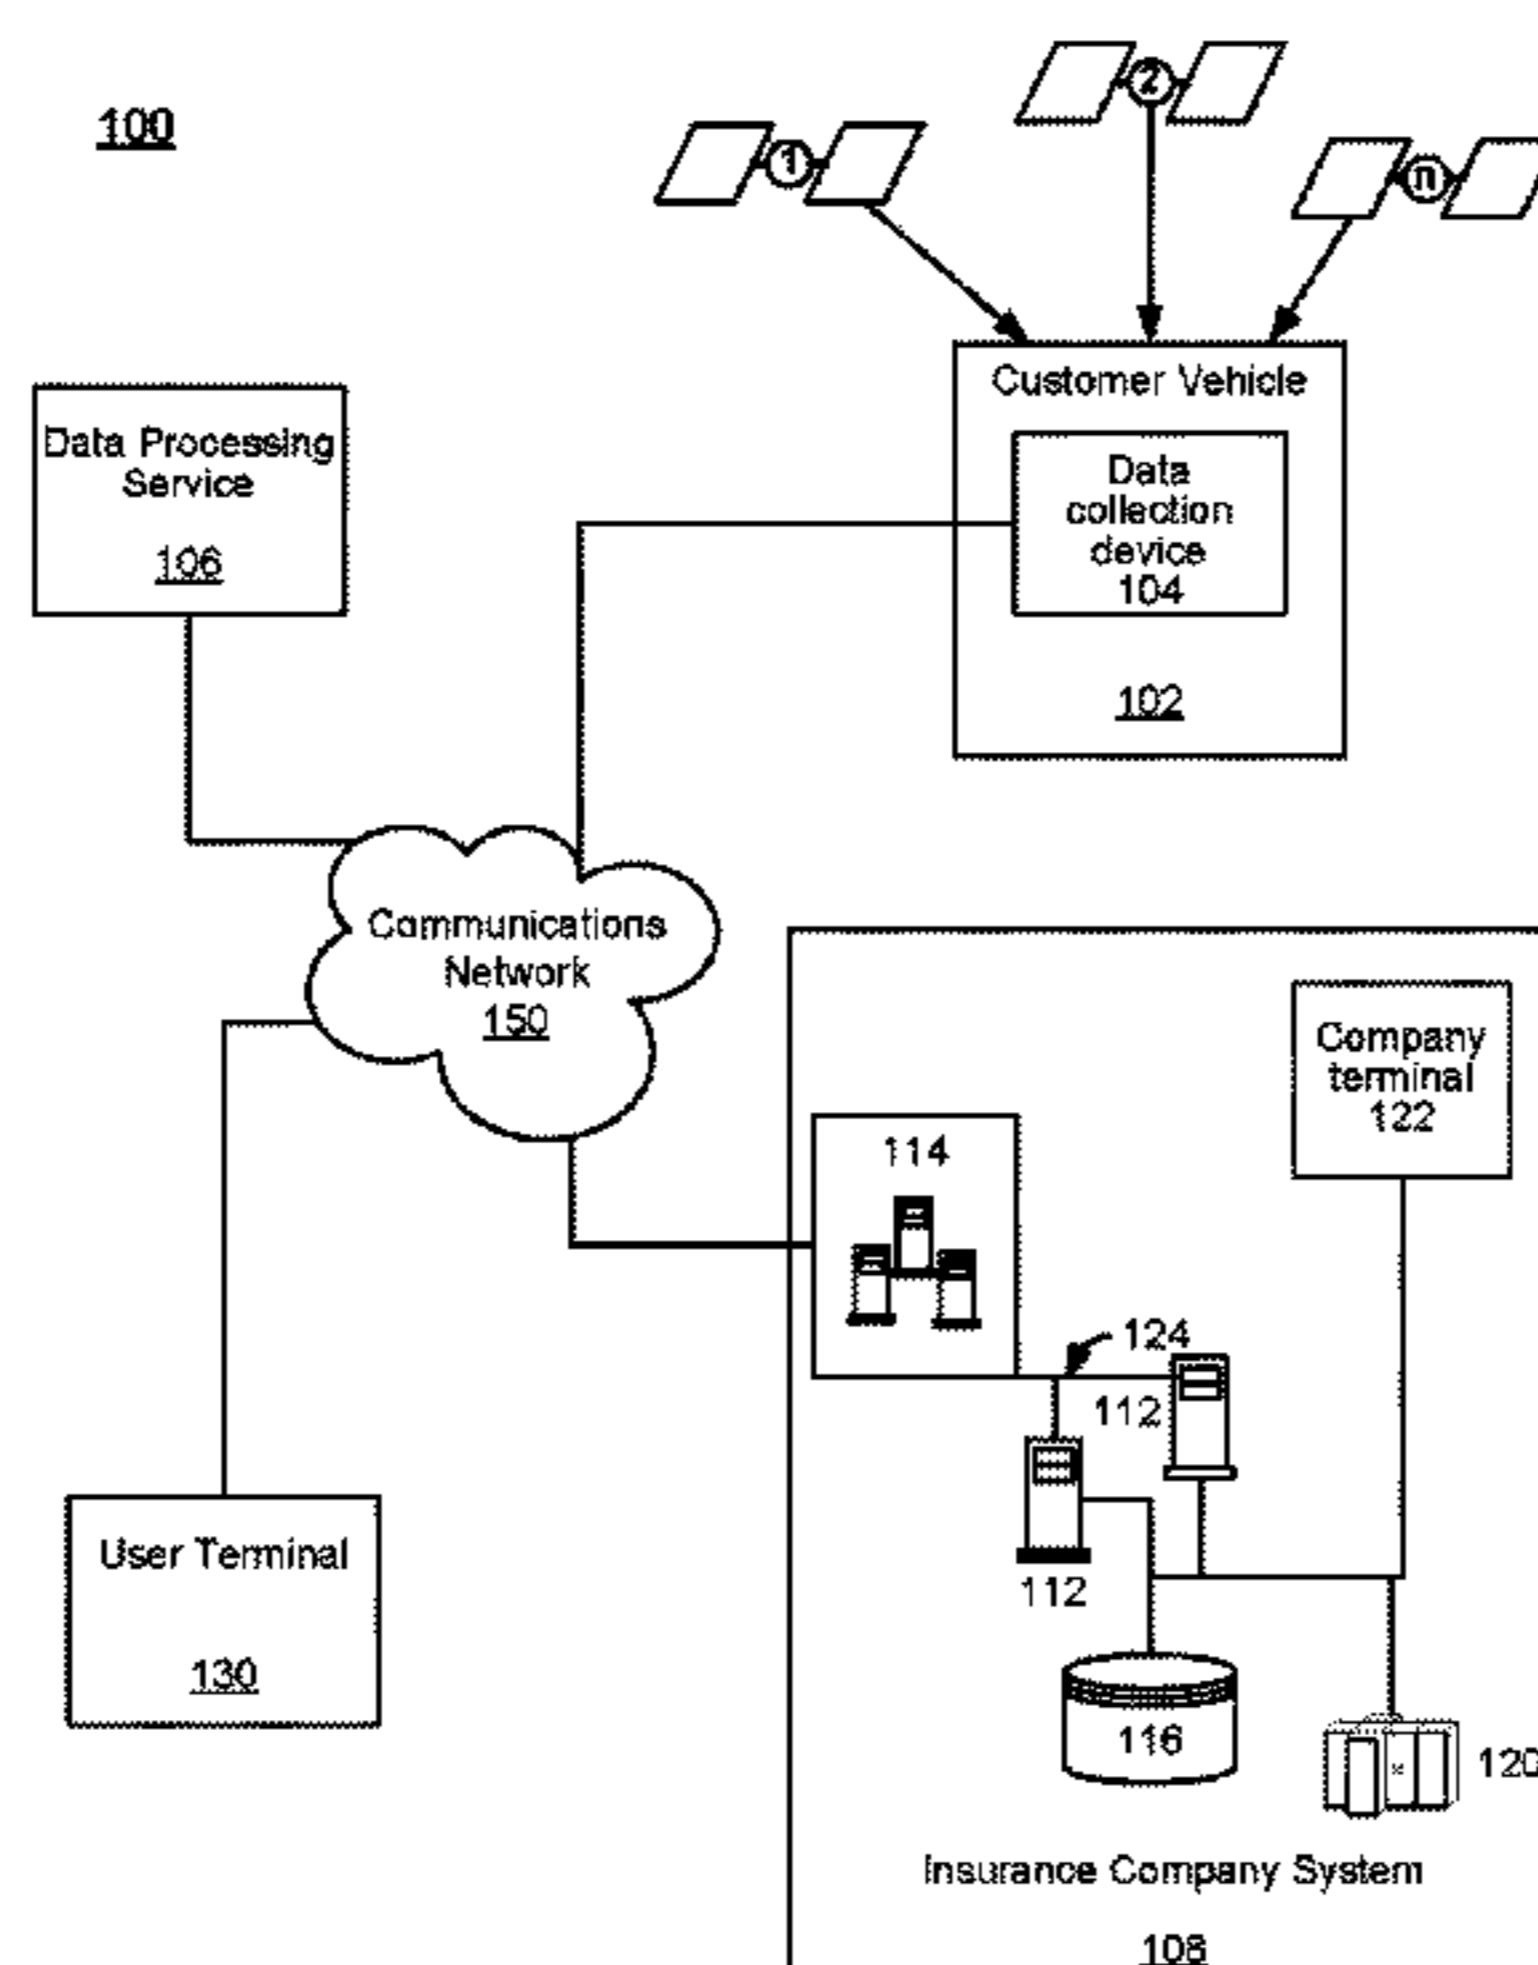 100
1
2
n
Customer Vehicle
Data
collection
device
104
102
Data Processing
Service
106
Communications
Network
150
Company
terminal
122
114
124
112
112
116
120
User Terminal
130
Insurance Company System
108